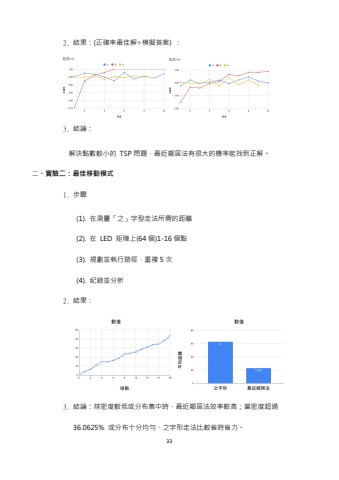 2、結果：(正確率最佳解÷模擬答案) ：
3、結論：
解決點數較小的 TSP 問題，最近鄰居法有很大的機率能找到正解。
二、實驗二：最佳移動模式
1、步驟
(1). 在測量「之」字型走法所需的距離
(2). 在 LED 矩陣上(64 個)1-16 個點
(3). 規劃並執行路徑，重複 5 次
(4). 紀錄並分析
2、結果：
數值
數值
球數
平均距離
之字形
最近鄰居法
3、結論：球密度較低或分布集中時，最近鄰居法效率較高；當密度超過
36.0625% 或分布十分均勻，之字形走法比較省時省力。
33